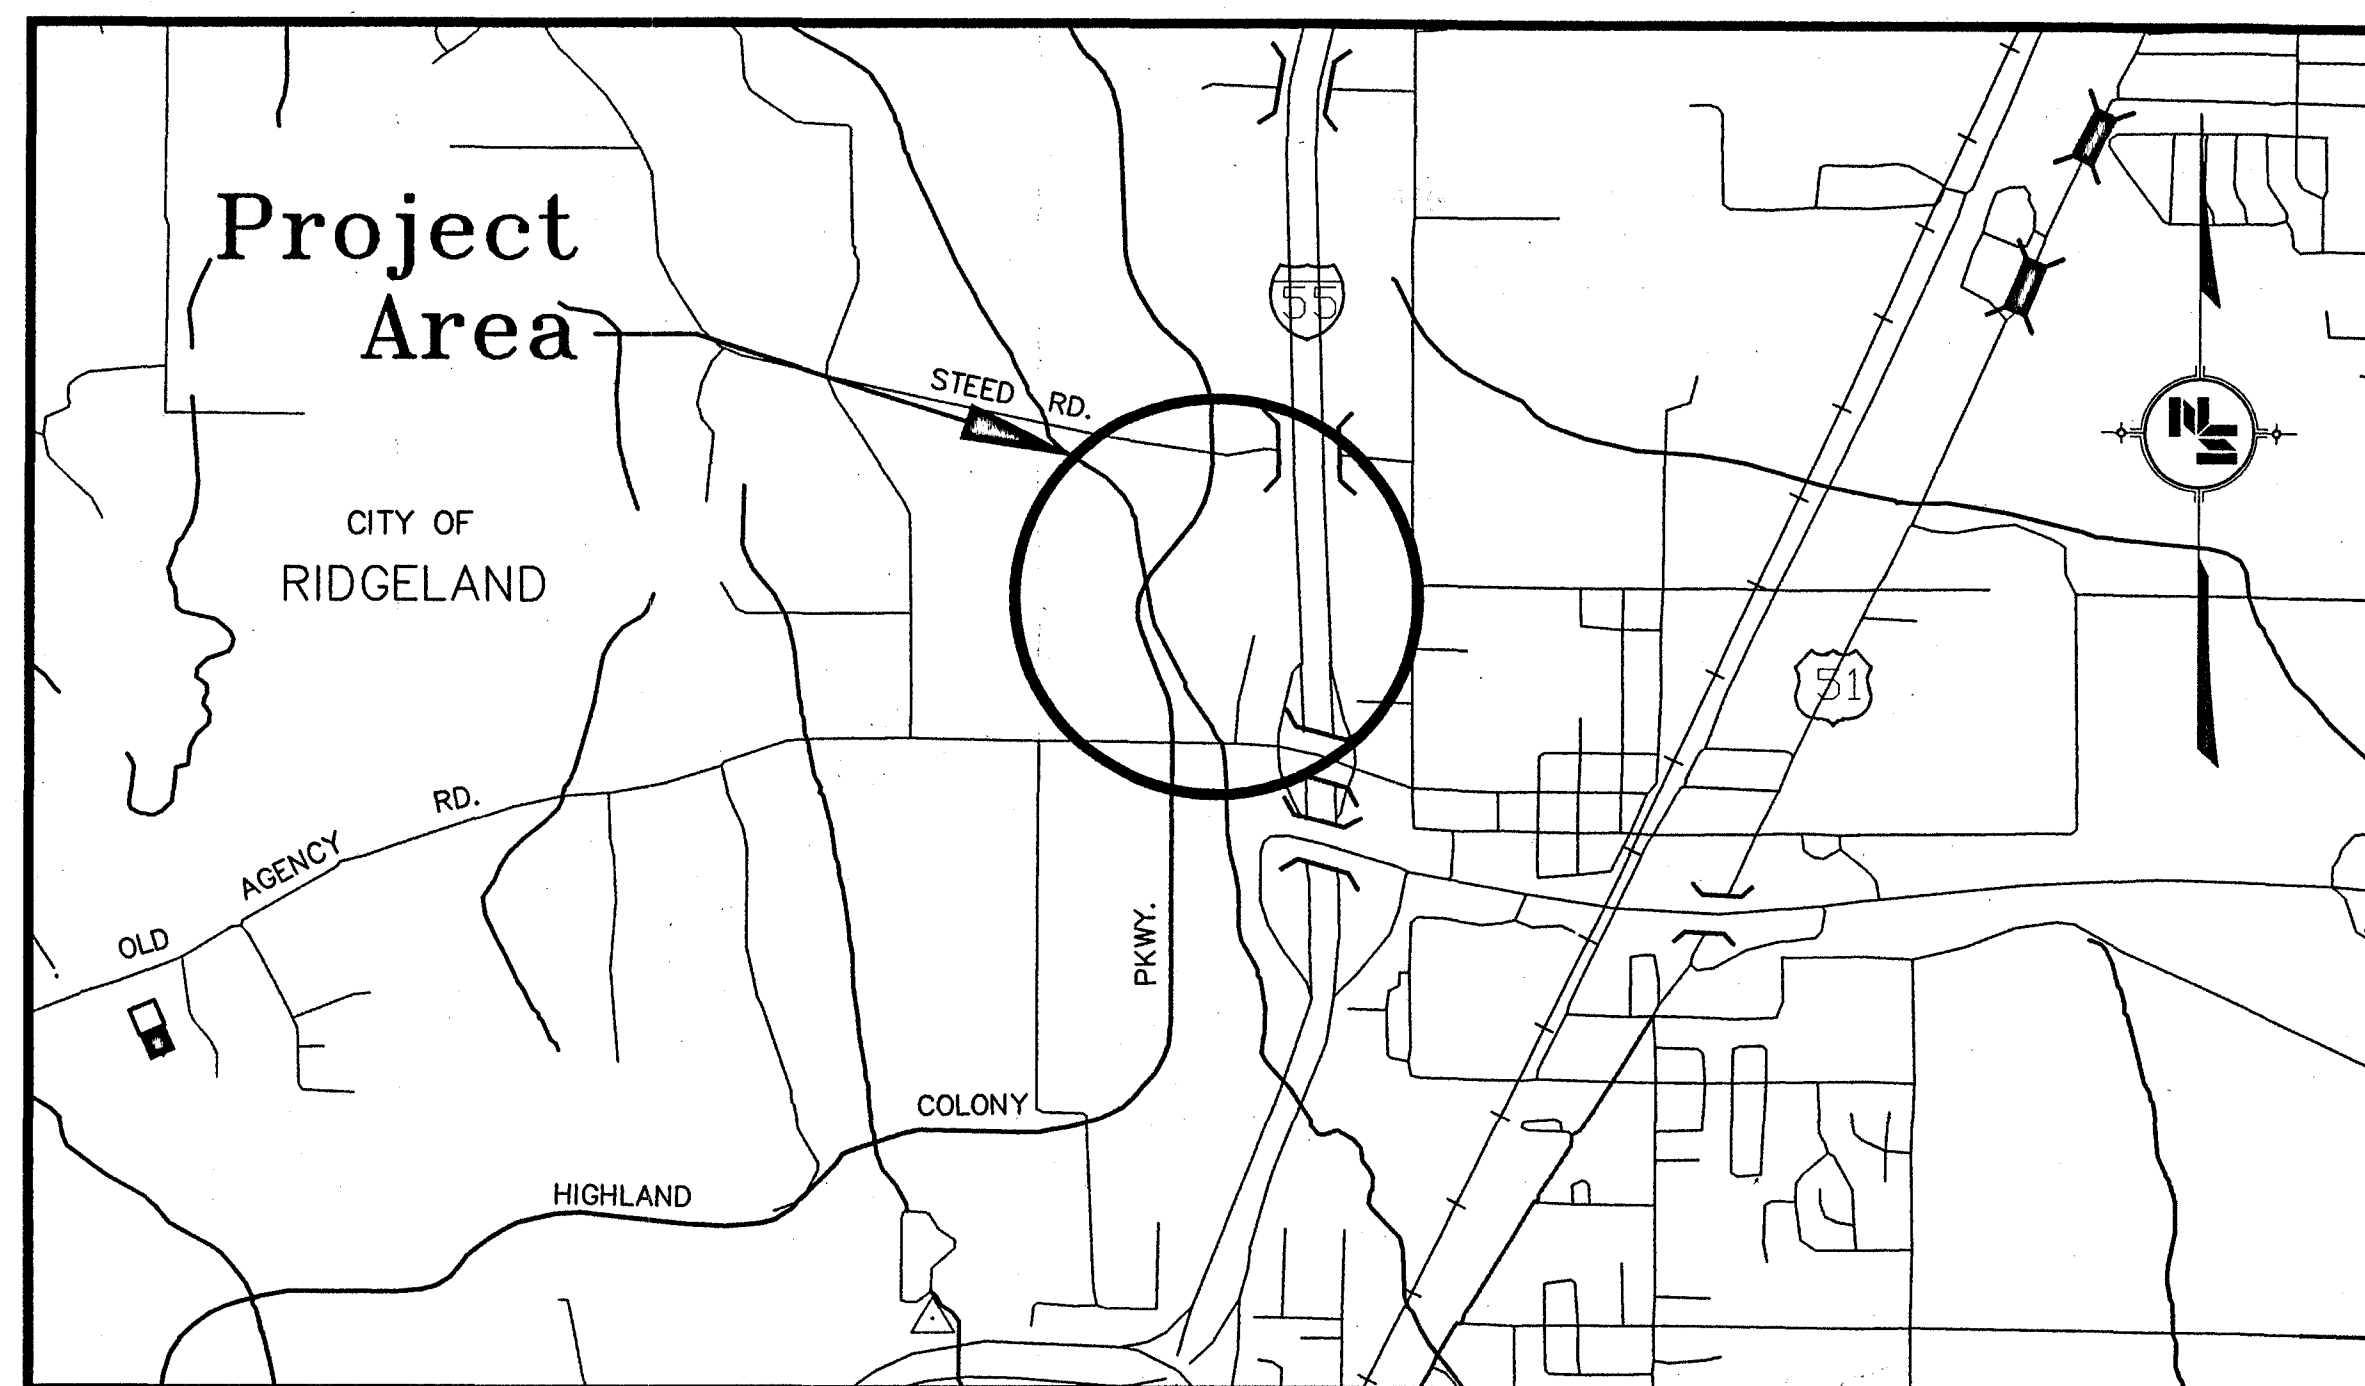 Project
Area
55
STEED RD.
CITY OF
RIDGELAND
51
OLD AGENCY RD.
HIGHLAND COLONY PKWY.